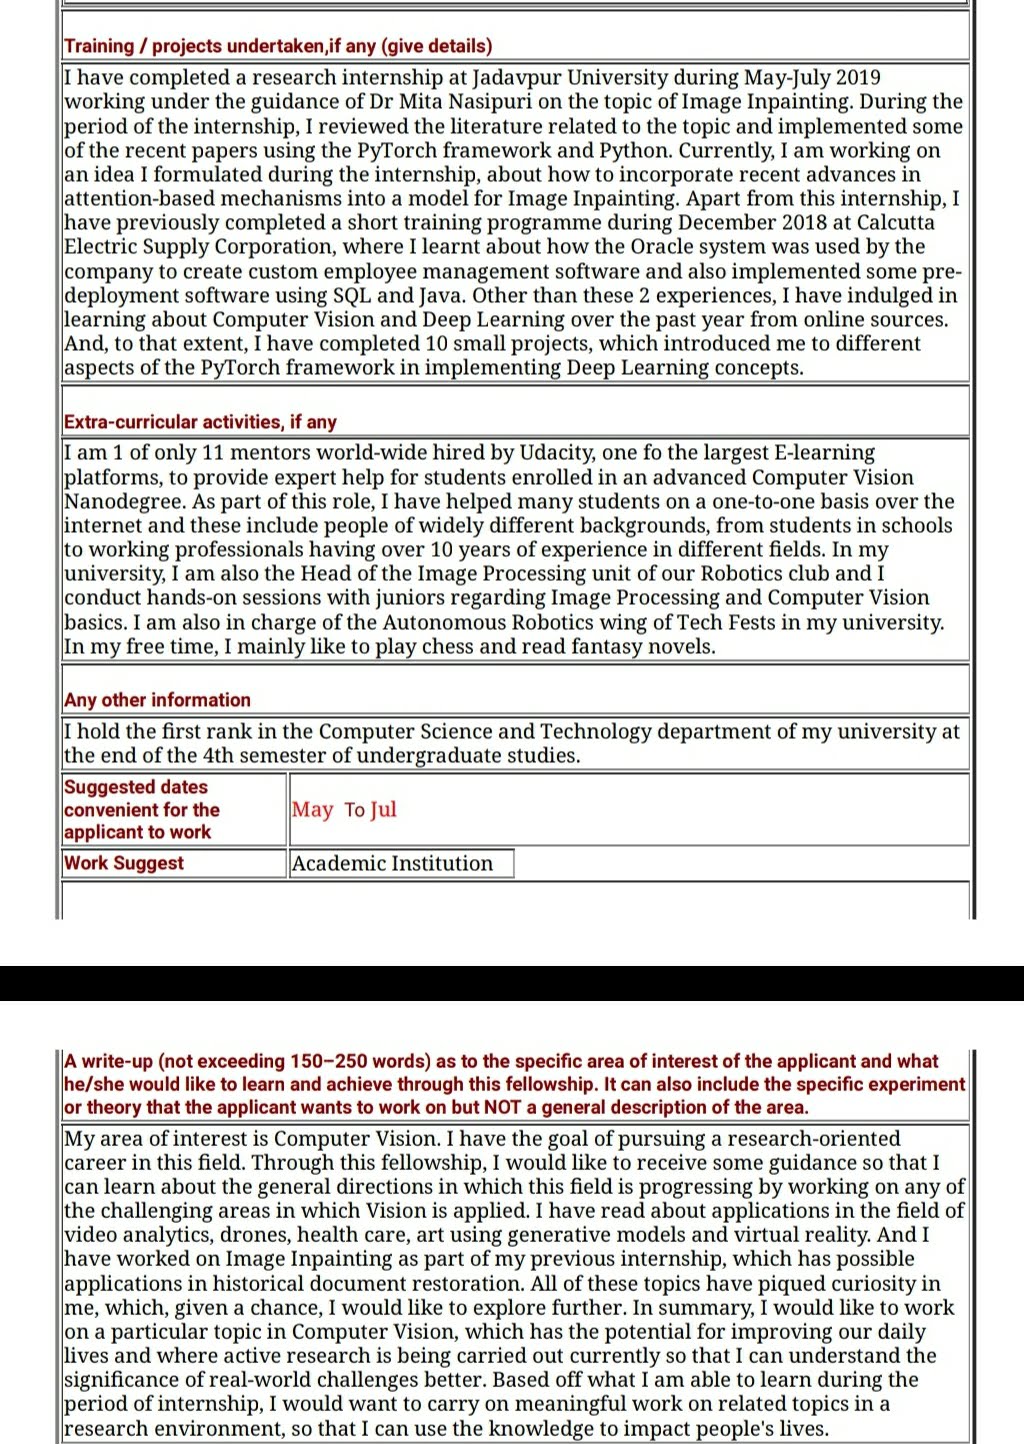 Training / projects undertaken,if any (give details)
I have completed a research internship at Jadavpur University during May-July 2019
working under the guidance of Dr Mita Nasipuri on the topic of Image Inpainting. During the
period of the internship, I reviewed the literature related to the topic and implemented some
of the recent papers using the PyTorch framework and Python. Currently, I am working on
an idea I formulated during the internship, about how to incorporate recent advances in
attention-based mechanisms into a model for Image Inpainting. Apart from this internship, I
have previously completed a short training programme during December 2018 at Calcutta
Electric Supply Corporation, where I learnt about how the Oracle system was used by the
company to create custom employee management software and also implemented some pre-
deployment software using SQL and Java. Other than these 2 experiences, I have indulged in
learning about Computer Vision and Deep Learning over the past year from online sources.
And, to that extent, I have completed 10 small projects, which introduced me to different
aspects of the PyTorch framework in implementing Deep Learning concepts.
Extra-curricular activities, if any
I am 1 of only 11 mentors world-wide hired by Udacity, one fo the largest E-learning
platforms, to provide expert help for students enrolled in an advanced Computer Vision
Nanodegree. As part of this role, I have helped many students on a one-to-one basis over the
internet and these include people of widely different backgrounds, from students in schools
to working professionals having over 10 years of experience in different fields. In my
university, I am also the Head of the Image Processing unit of our Robotics club and I
conduct hands-on sessions with juniors regarding Image Processing and Computer Vision
basics. I am also in charge of the Autonomous Robotics wing of Tech Fests in my university.
In my free time, I mainly like to play chess and read fantasy novels.
Any other information
I hold the first rank in the Computer Science and Technology department of my university at
the end of the 4th semester of undergraduate studies.
Suggested dates
convenient for the
applicant to work
May To Jul
Work Suggest
Academic Institution
A write-up (not exceeding 150–250 words) as to the specific area of interest of the applicant and what
he/she would like to learn and achieve through this fellowship. It can also include the specific experiment
or theory that the applicant wants to work on but NOT a general description of the area.
My area of interest is Computer Vision. I have the goal of pursuing a research-oriented
career in this field. Through this fellowship, I would like to receive some guidance so that I
can learn about the general directions in which this field is progressing by working on any of
the challenging areas in which Vision is applied. I have read about applications in the field of
video analytics, drones, health care, art using generative models and virtual reality. And I
have worked on Image Inpainting as part of my previous internship, which has possible
applications in historical document restoration. All of these topics have piqued curiosity in
me, which, given a chance, I would like to explore further. In summary, I would like to work
on a particular topic in Computer Vision, which has the potential for improving our daily
lives and where active research is being carried out currently so that I can understand the
significance of real-world challenges better. Based off what I am able to learn during the
period of internship, I would want to carry on meaningful work on related topics in a
research environment, so that I can use the knowledge to impact people's lives.